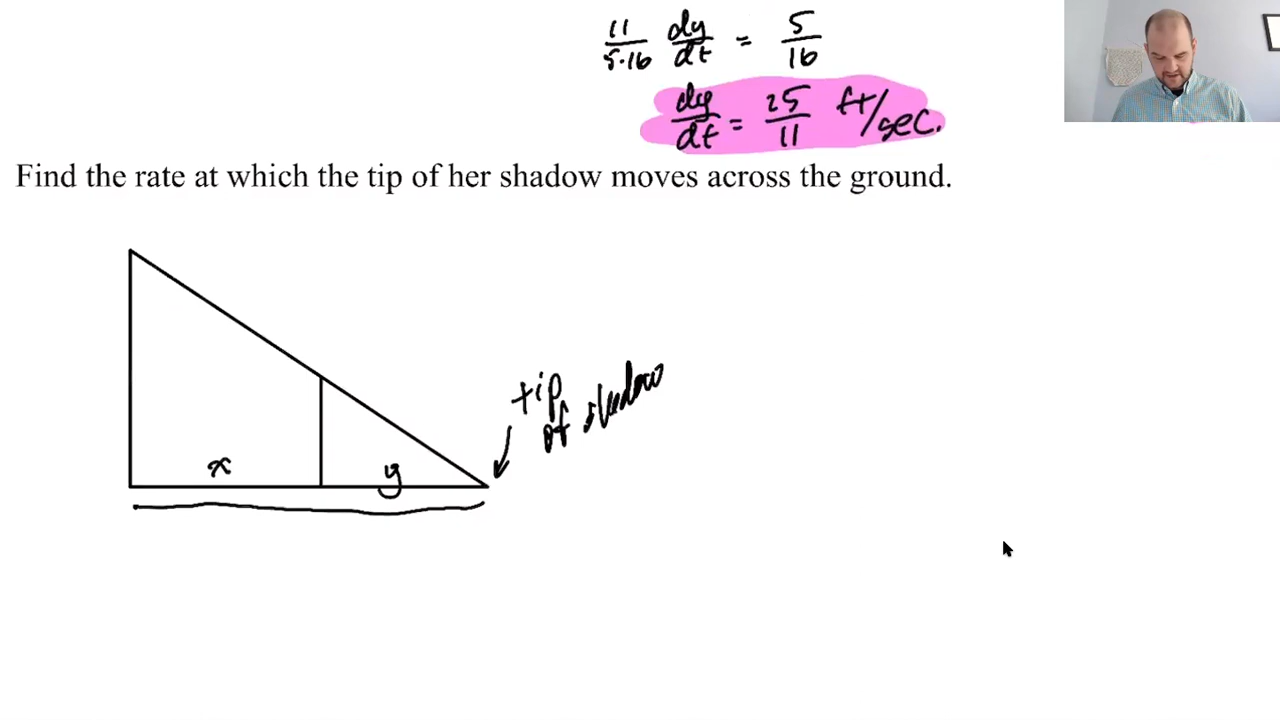 11/5·16 dy/dt = 5/16
dy/dt = 25/11 ft/sec.
Find the rate at which the tip of her shadow moves across the ground.
tip
of shadow
x
y